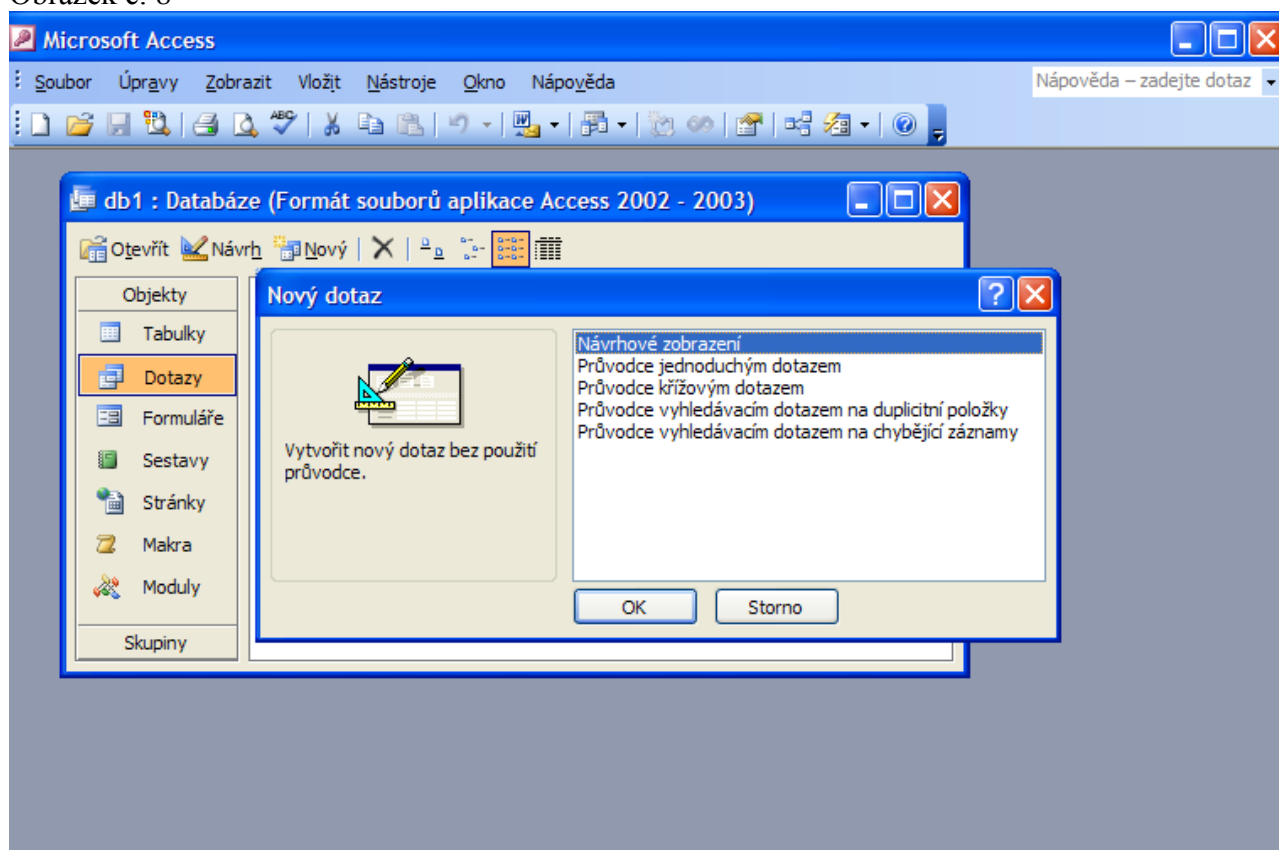 Obrázek č. 8
Microsoft Access
Soubor Úpravy Zobrazit Vložit Nástroje Okno Nápověda Nápověda – zadejte dotaz
ABC
db1 : Databáze (Formát souborů aplikace Access 2002 - 2003)
Otevřít Návrh Nový
Objekty
Tabulky
Dotazy
Formuláře
Sestavy
Stránky
Makra
Moduly
Skupiny
Nový dotaz
Vytvořit nový dotaz bez použití
průvodce.
Návrhové zobrazení
Průvodce jednoduchým dotazem
Průvodce křížovým dotazem
Průvodce vyhledávacím dotazem na duplicitní položky
Průvodce vyhledávacím dotazem na chybějící záznamy
OK Storno